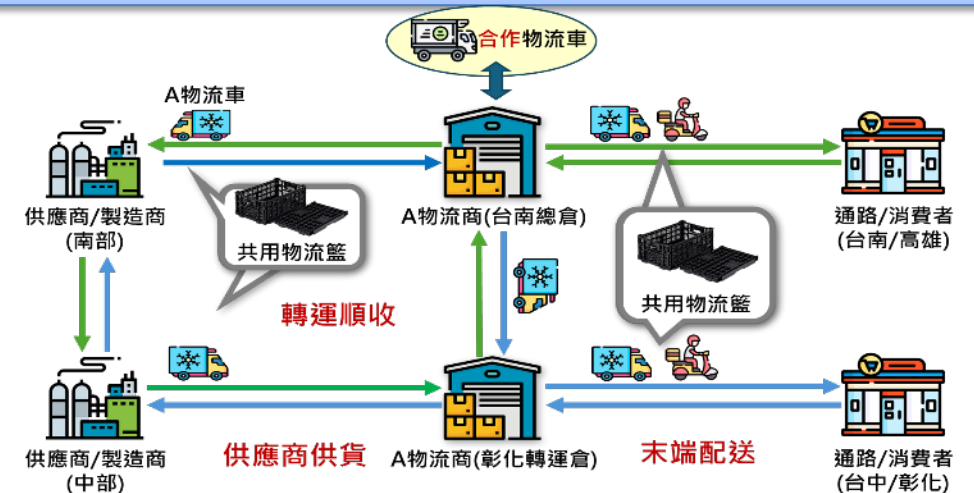 合作物流車
A物流車
供應商/製造商
(南部)
A物流商(台南總倉)
通路/消費者
(台南/高雄)
共用物流籃
共用物流籃
轉運順收
供應商/製造商
(中部)
供應商供貨
A物流商(彰化轉運倉)
末端配送
通路/消費者
(台中/彰化)